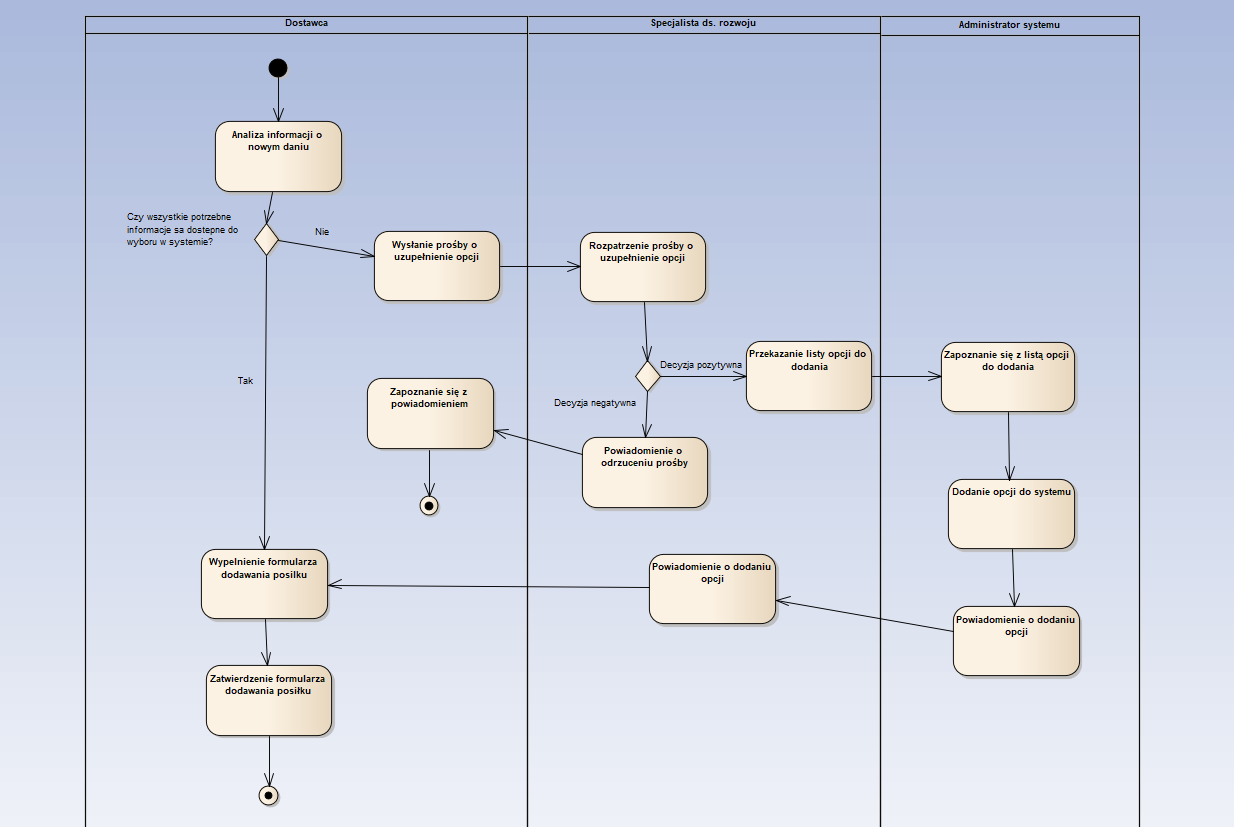 Dostawca
Specjalista ds. rozwoju
Administrator systemu
Analiza informacji o
nowym daniu
Czy wszystkie potrzebne
informacje sa dostepne do
wyboru w systemie?
Nie
Wysłanie prośby o
uzupełnienie opcji
Rozpatrzenie prośby o
uzupełnienie opcji
Decyzja pozytywna
Przekazanie listy opcji do
dodania
Zapoznanie się z listą opcji
do dodania
Tak
Zapoznanie się z
powiadomieniem
Decyzja negatywna
Powiadomienie o
odrzuceniu prośby
Dodanie opcji do systemu
Wypelnienie formularza
dodawania posilku
Powiadomienie o dodaniu
opcji
Powiadomienie o dodaniu
opcji
Zatwierdzenie formularza
dodawania posiłku